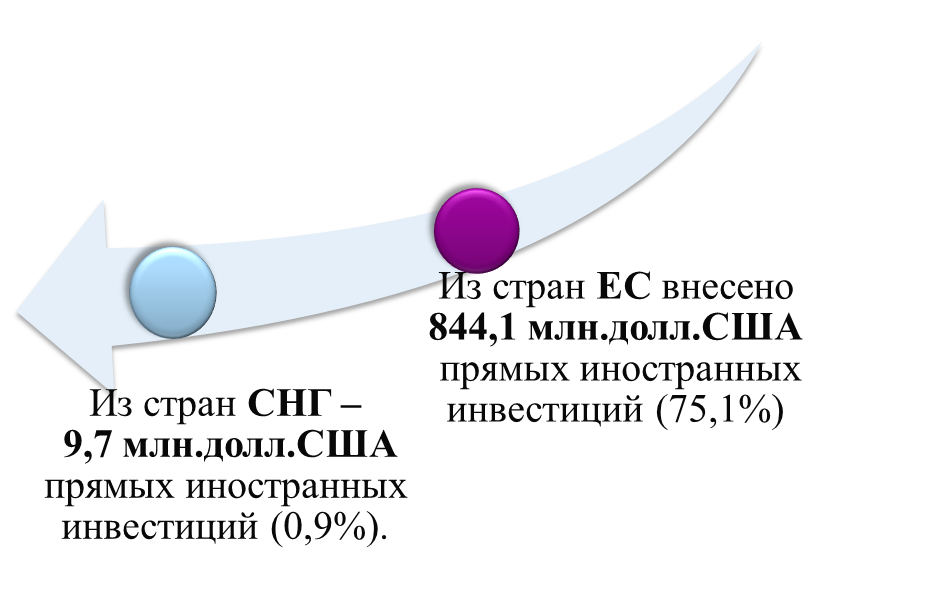 Из стран ЕС внесено
844,1 млн.долл.США
прямых иностранных
инвестиций (75,1%)
Из стран СНГ –
9,7 млн.долл.США
прямых иностранных
инвестиций (0,9%).